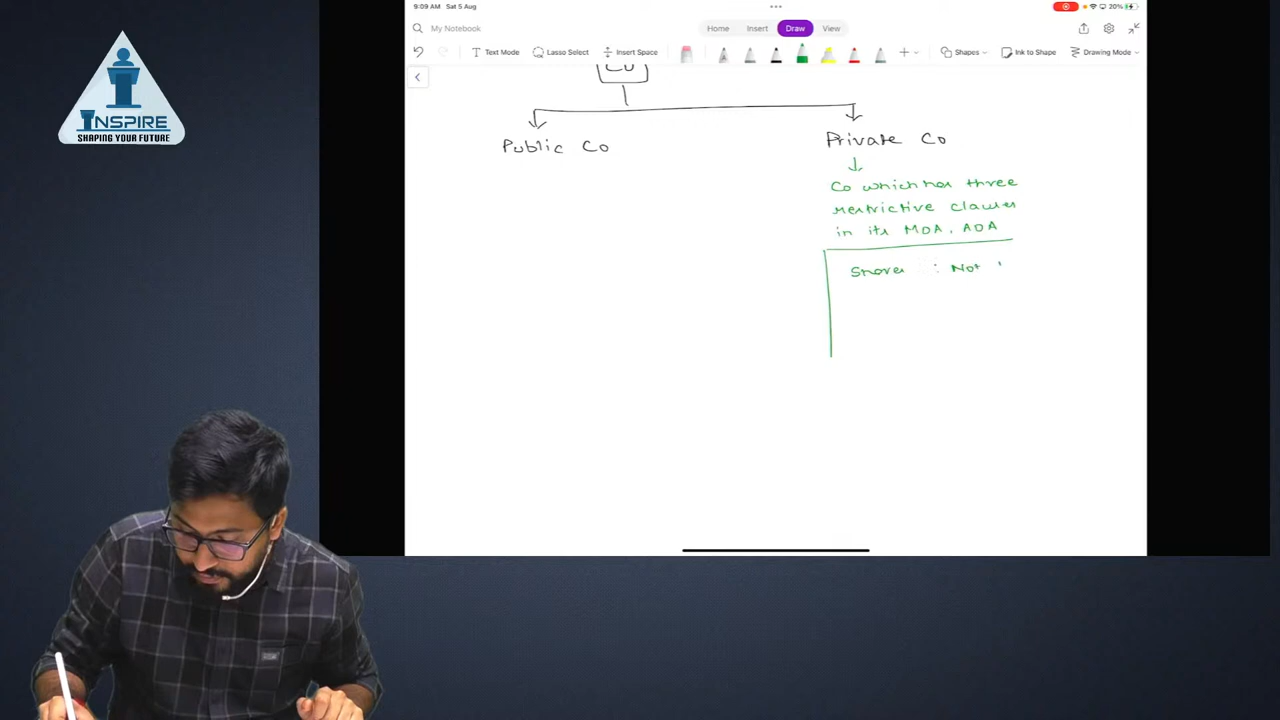 9:09 AM Sat 5 Aug
20%
My Notebook
Home Insert Draw View
Text Mode Lasso Select Insert Space Shapes Ink to Shape Drawing Mode
Co
Public Co
Private Co
Co which has three
restrictive clauses
in its MOA, AOA
Shares : Not
INSPIRE
SHAPING YOUR FUTURE